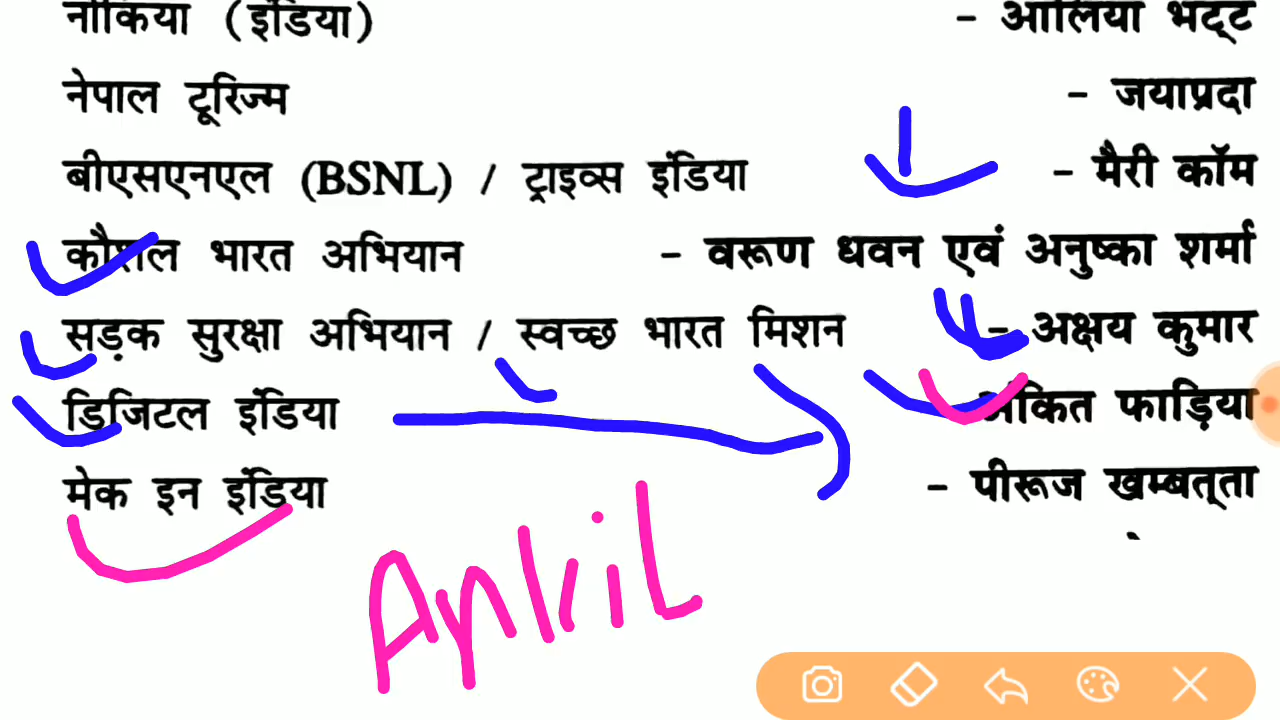 नोकिया (इंडिया) - आलिया भट्ट
नेपाल टूरिज्म - जयाप्रदा
बीएसएनएल (BSNL) / ट्राइव्स इंडिया - मैरी कॉम
कौशल भारत अभियान - वरूण धवन एवं अनुष्का शर्मा
सड़क सुरक्षा अभियान / स्वच्छ भारत मिशन - अक्षय कुमार
डिजिटल इंडिया - अंकित फाड़िया
मेक इन इंडिया - पीरूज खम्बत्ता
Ankit